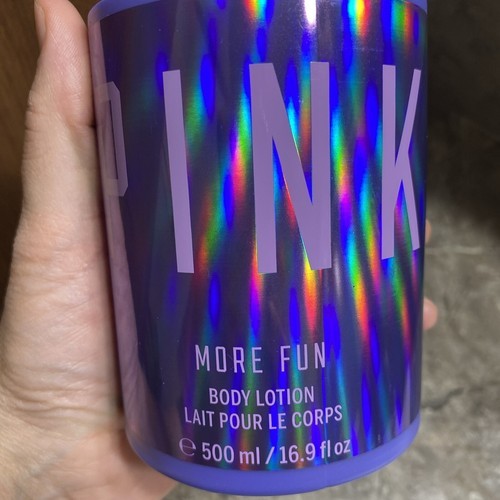 PINK
MORE FUN
BODY LOTION
LAIT POUR LE CORPS
℮ 500 ml / 16.9 fl oz